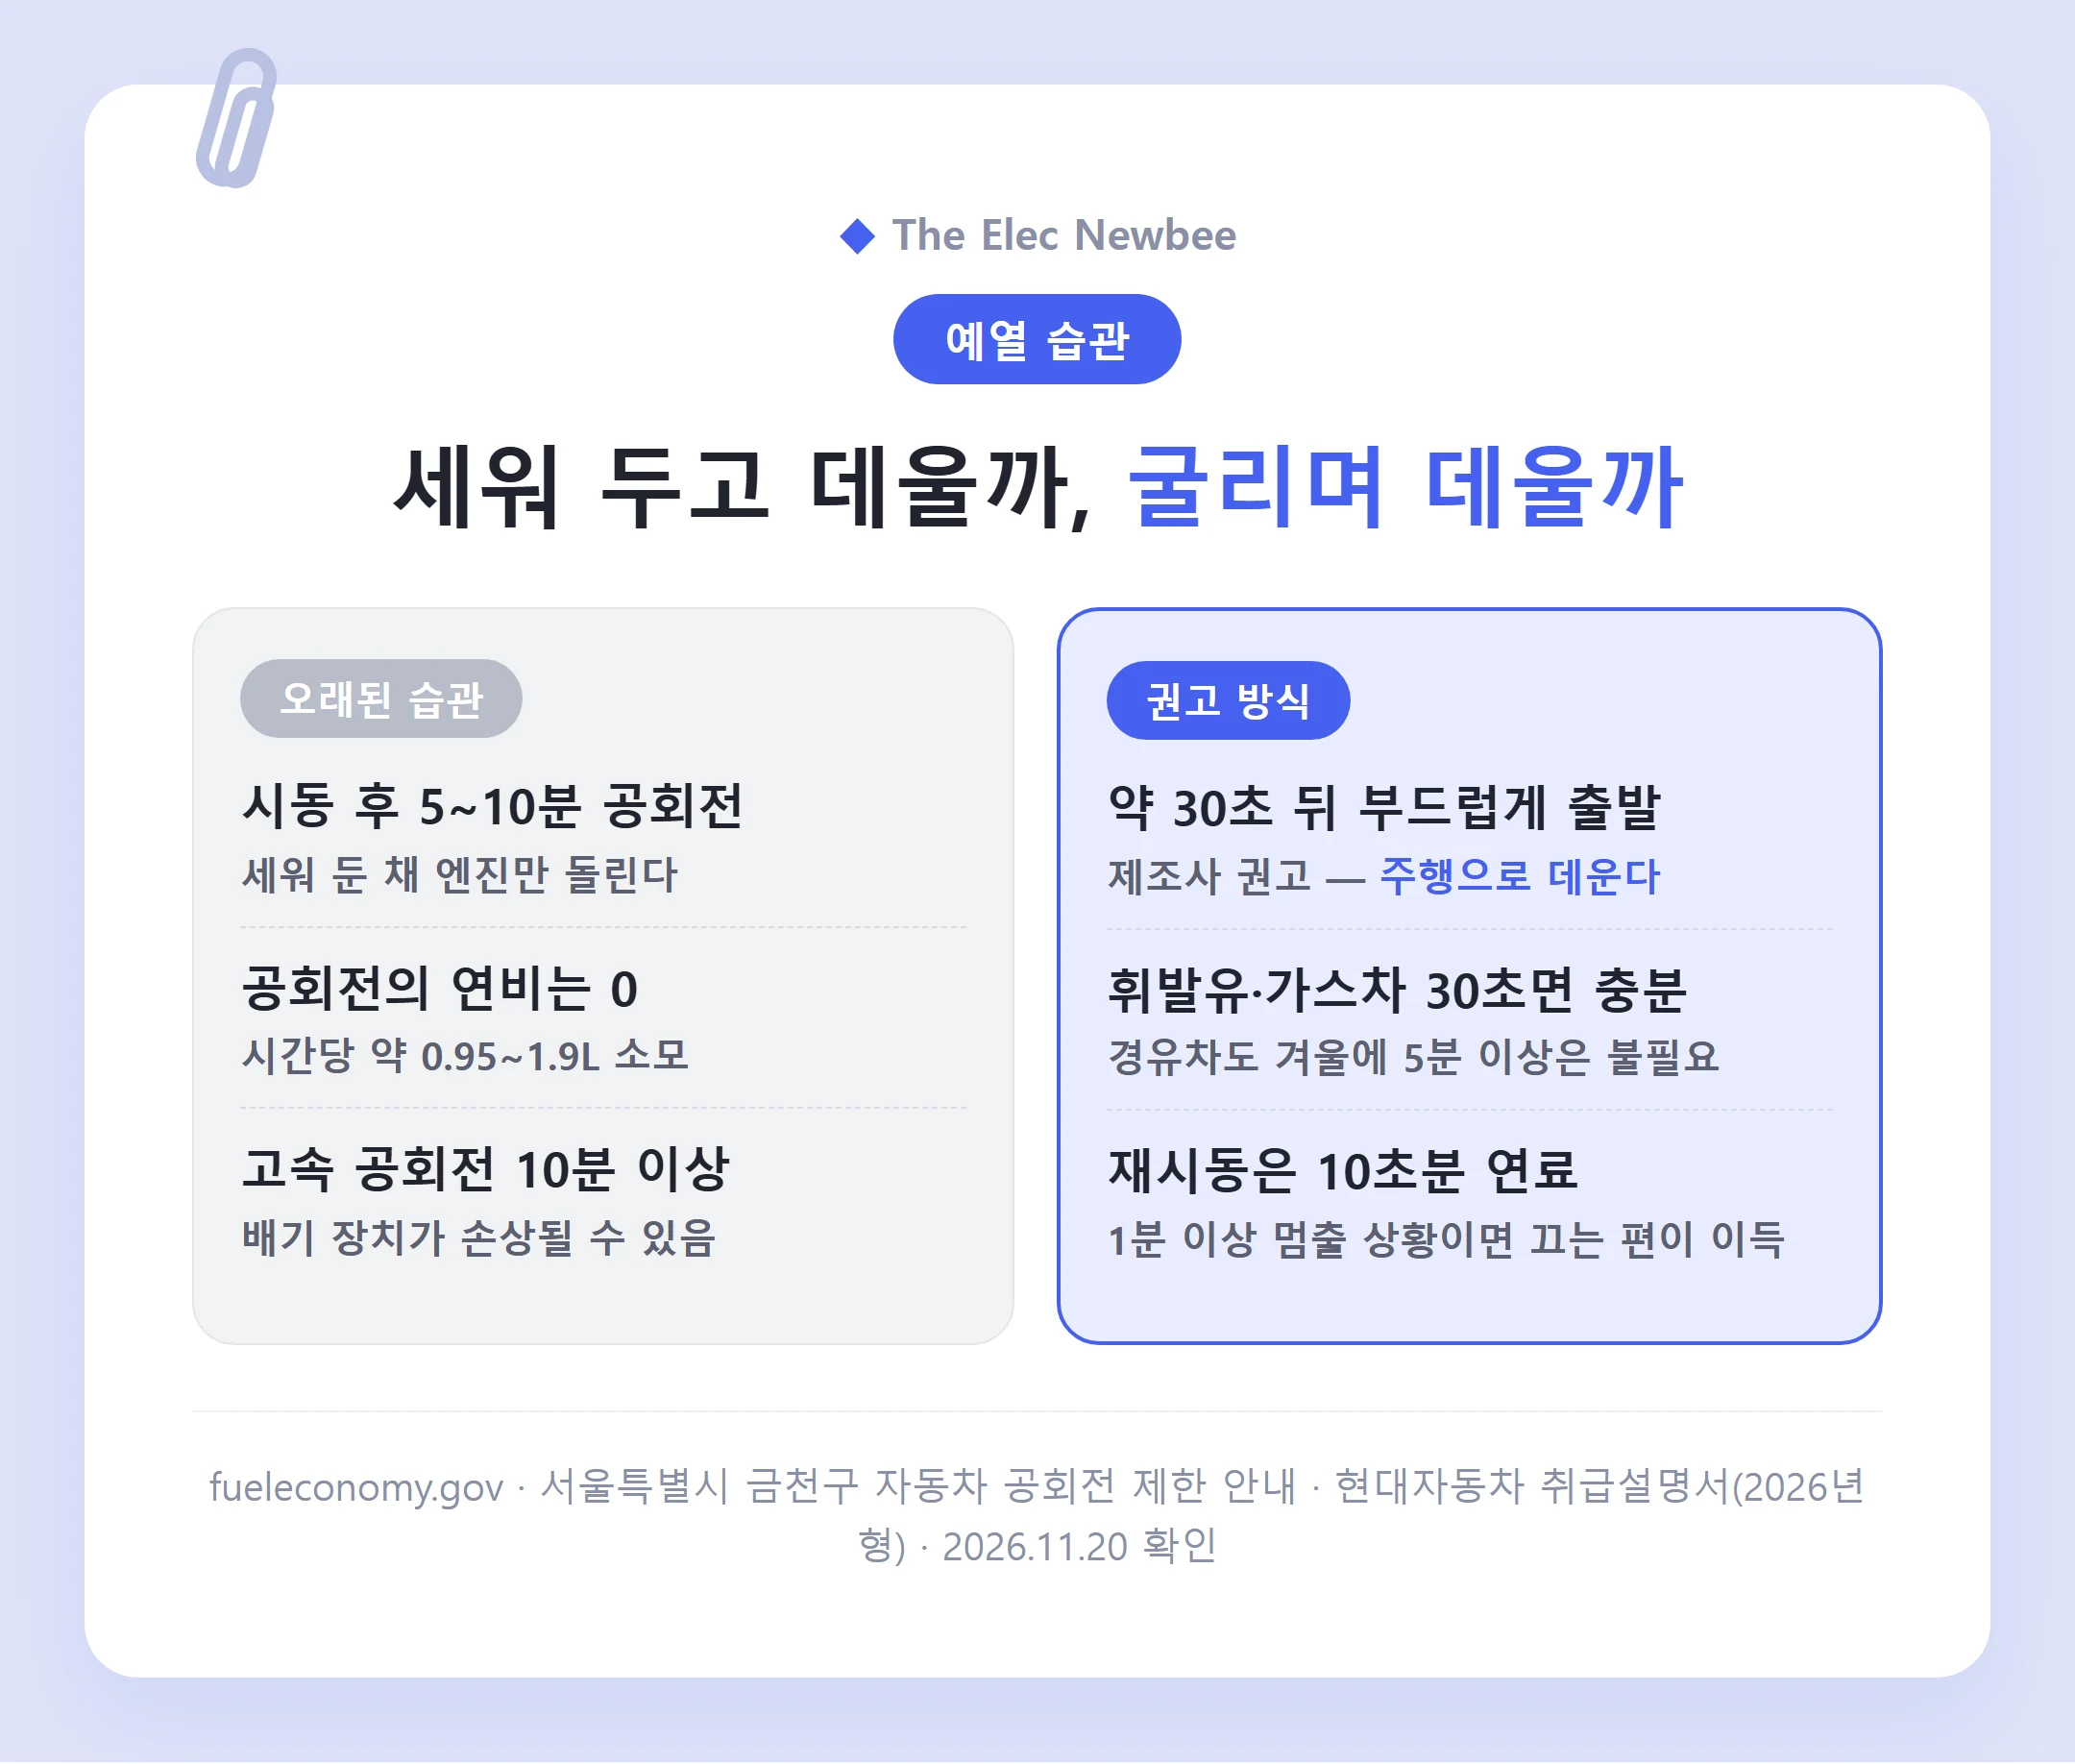 The Elec Newbee
예열 습관
세워 두고 데울까, 굴리며 데울까
오래된 습관
시동 후 5~10분 공회전
세워 둔 채 엔진만 돌린다
공회전의 연비는 0
시간당 약 0.95~1.9L 소모
고속 공회전 10분 이상
배기 장치가 손상될 수 있음
권고 방식
약 30초 뒤 부드럽게 출발
제조사 권고 — 주행으로 데운다
휘발유·가스차 30초면 충분
경유차도 겨울에 5분 이상은 불필요
재시동은 10초분 연료
1분 이상 멈출 상황이면 끄는 편이 이득
fueleconomy.gov · 서울특별시 금천구 자동차 공회전 제한 안내 · 현대자동차 취급설명서(2026년
형) · 2026.11.20 확인